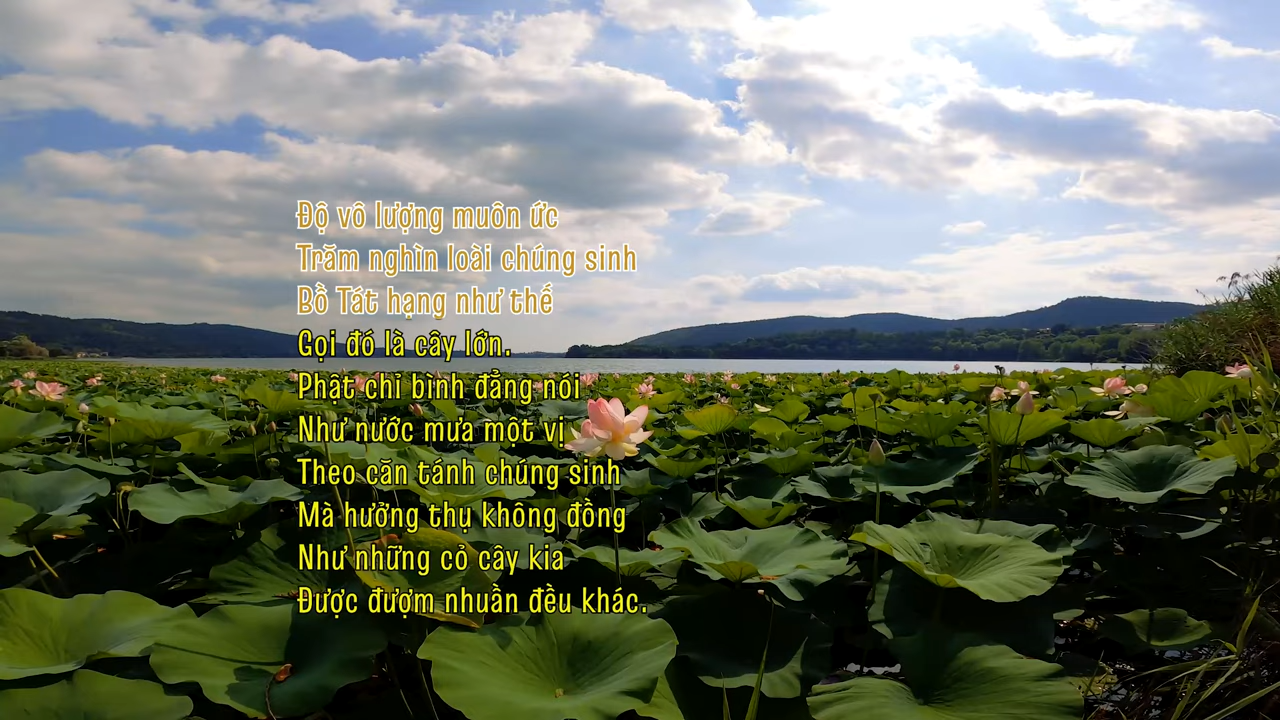 Độ vô lượng muôn ức
Trăm nghìn loài chúng sinh
Bồ Tát hạng như thế
Gọi đó là cây lớn.
Phật chỉ bình đẳng nói
Như nước mưa một vị
Theo căn tánh chúng sinh
Mà hưởng thụ không đồng
Như những cỏ cây kia
Được đượm nhuần đều khác.